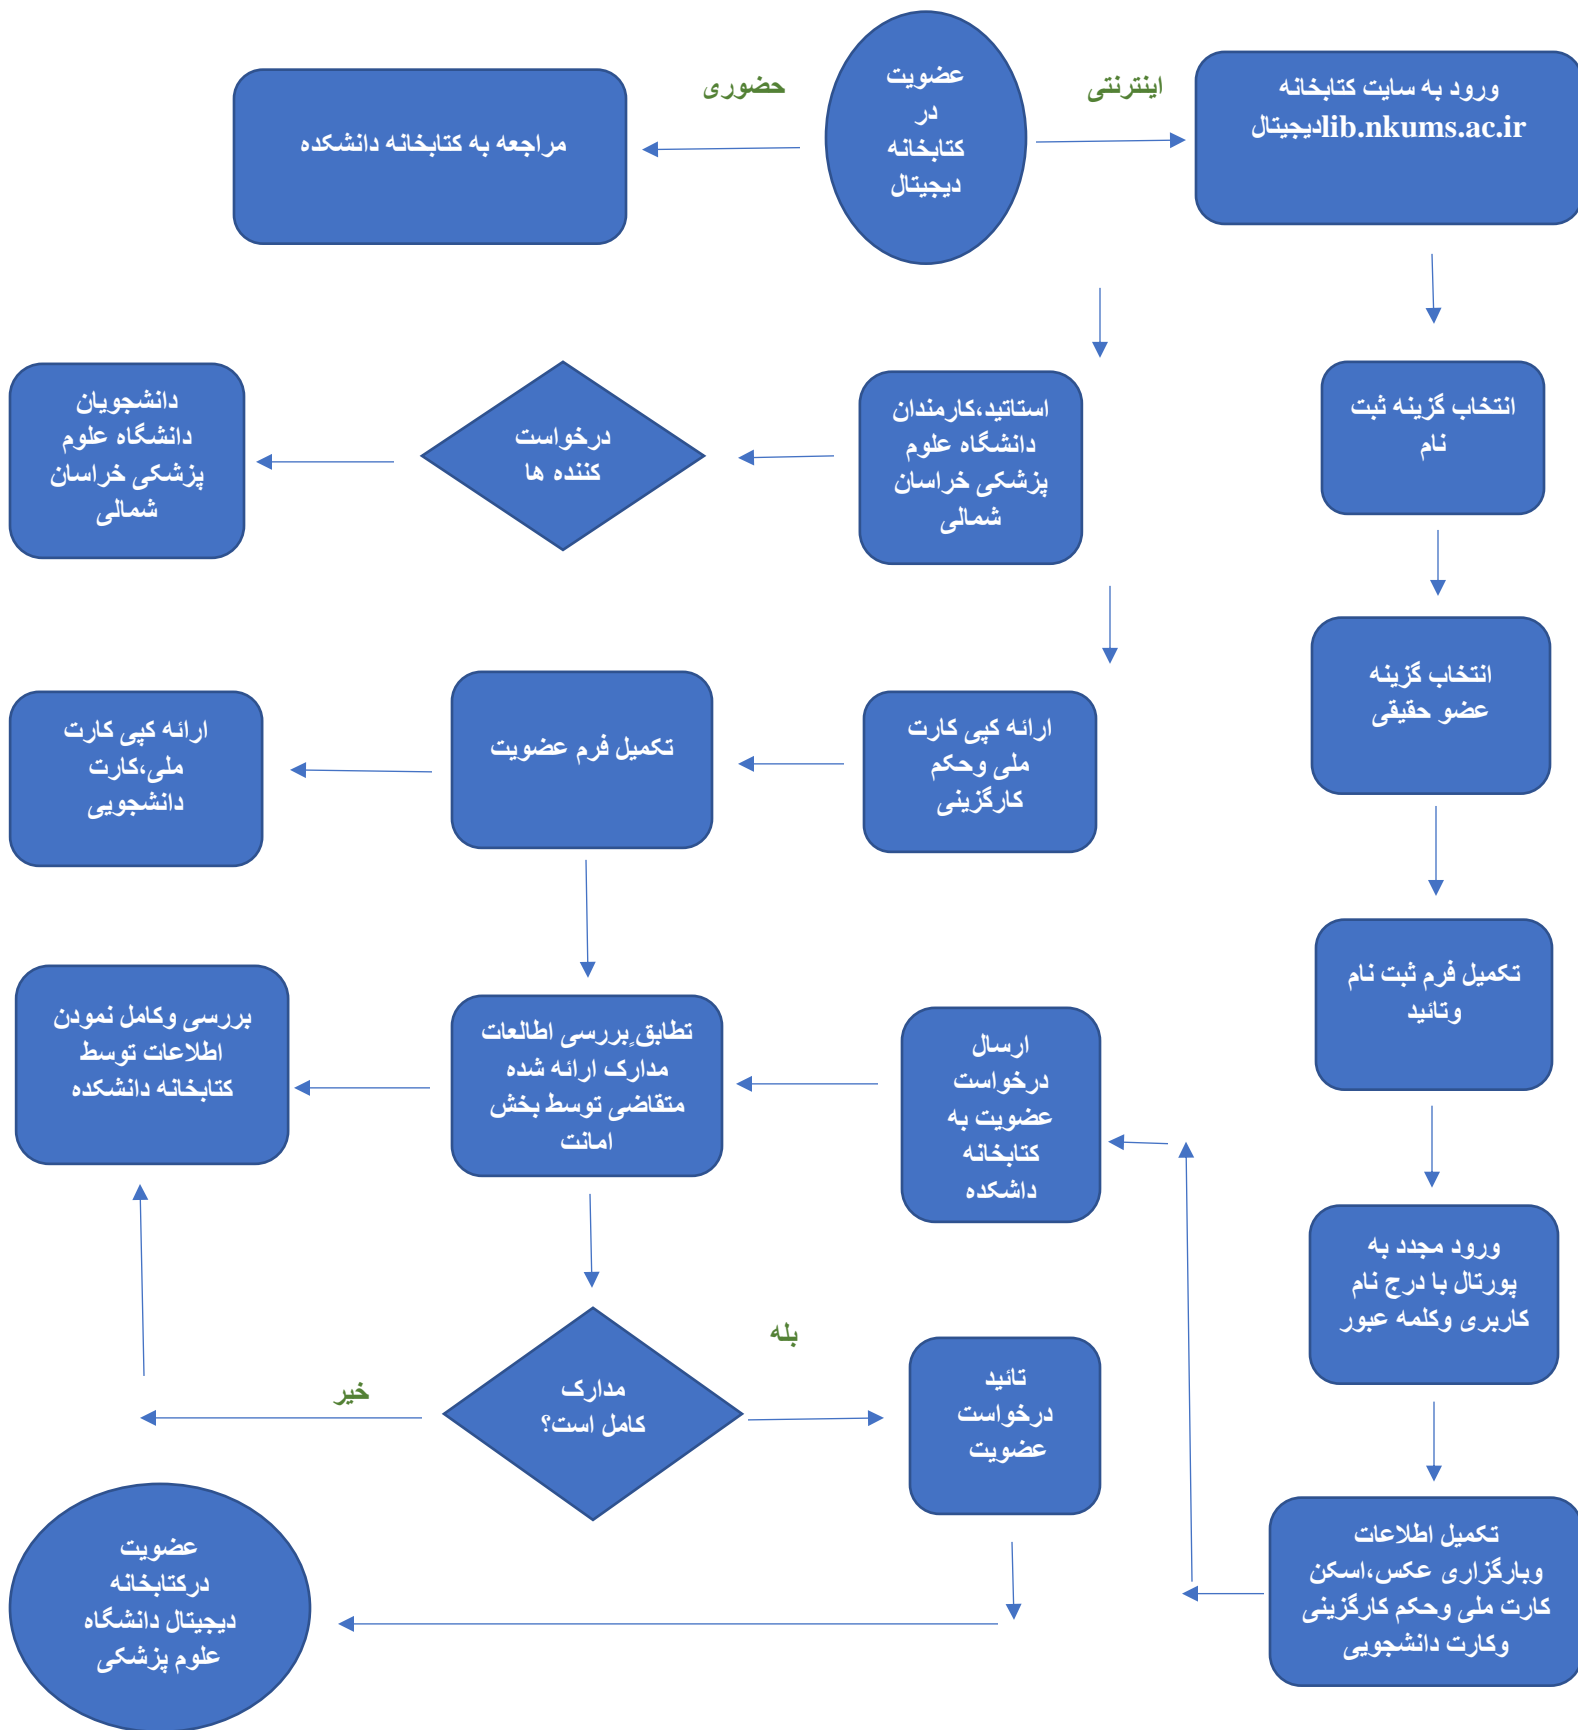 عضویت
در
کتابخانه
دیجیتال
اینترنتی
حضوری
ورود به سایت کتابخانه
دیجیتالlib.nkums.ac.ir
مراجعه به کتابخانه دانشکده
انتخاب گزینه ثبت
نام
استاتید،کارمندان
دانشگاه علوم
پزشکی خراسان
شمالی
درخواست
کننده ها
دانشجویان
دانشگاه علوم
پزشکی خراسان
شمالی
انتخاب گزینه
عضو حقیقی
ارائه کپی کارت
ملی وحکم
کارگزینی
تکمیل فرم عضویت
ارائه کپی کارت
ملی،کارت
دانشجویی
تکمیل فرم ثبت نام
وتائید
ارسال
درخواست
عضویت به
کتابخانه
داشکده
تطابق ٍبررسی اطالعات
مدارک ارائه شده
متقاضی توسط بخش
امانت
بررسی وکامل نمودن
اطلاعات توسط
کتابخانه دانشکده
ورود مجدد به
پورتال با درج نام
کاربری وکلمه عبور
بله
خیر
مدارک
کامل است؟
تائید
درخواست
عضویت
تکمیل اطلاعات
وبارگزاری عکس،اسکن
کارت ملی وحکم کارگزینی
وکارت دانشجویی
عضویت
درکتابخانه
دیجیتال دانشگاه
علوم پزشکی